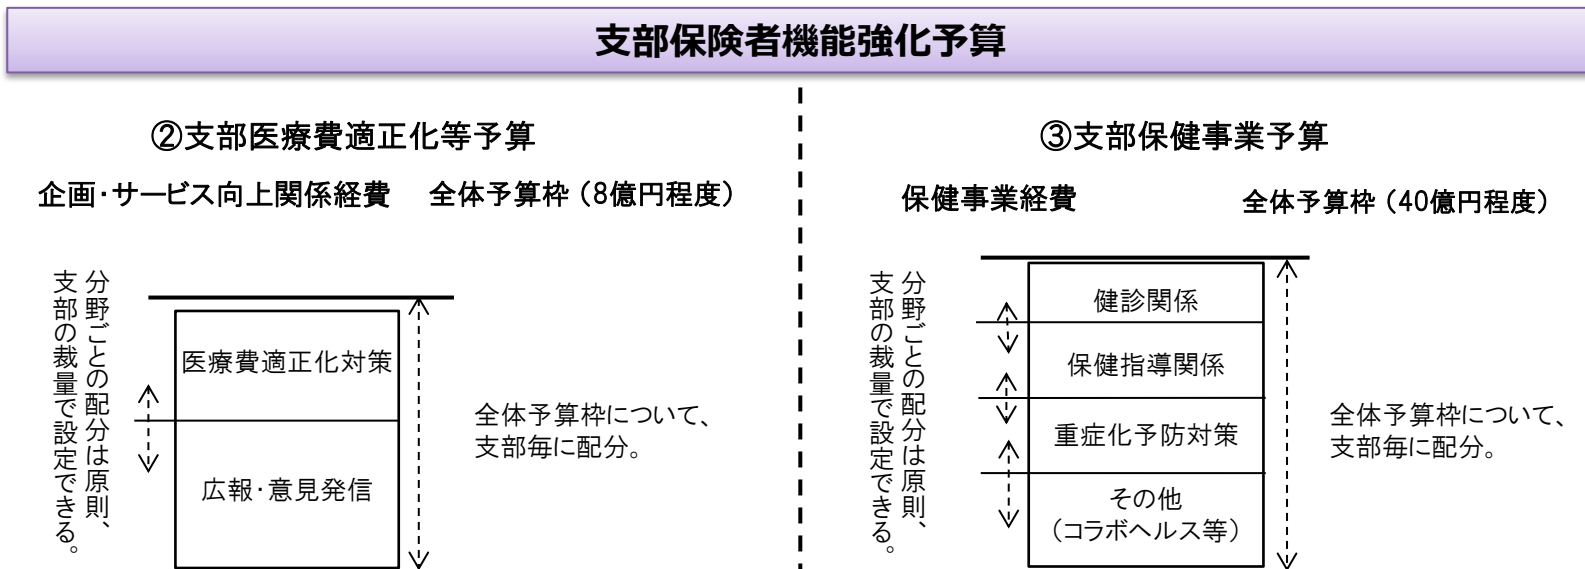 支部保険者機能強化予算
②支部医療費適正化等予算
企画・サービス向上関係経費 全体予算枠（8億円程度）
分野ごとの配分は原則、
支部の裁量で設定できる。
医療費適正化対策
広報・意見発信
全体予算枠について、
支部毎に配分。
③支部保健事業予算
保健事業経費 全体予算枠（40億円程度）
分野ごとの配分は原則、
支部の裁量で設定できる。
健診関係
保健指導関係
重症化予防対策
その他
（コラボヘルス等）
全体予算枠について、
支部毎に配分。